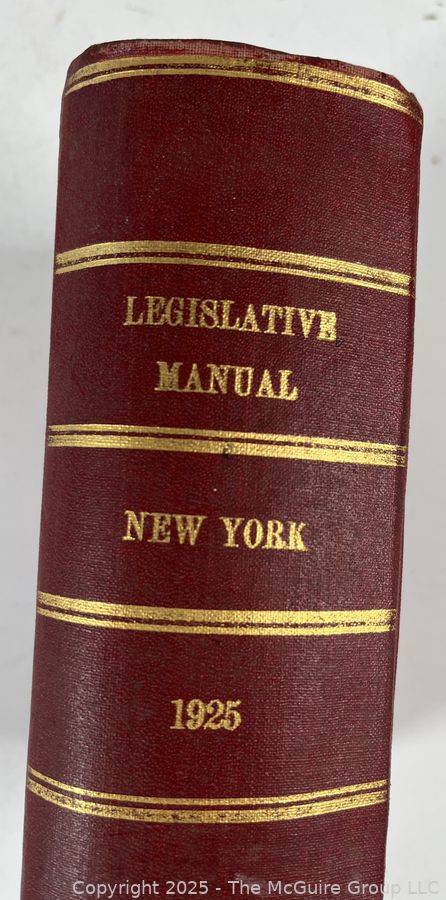 LEGISLATIVE
MANUAL
NEW YORK
1925
Copyright 2025 - The McGuire Group LLC